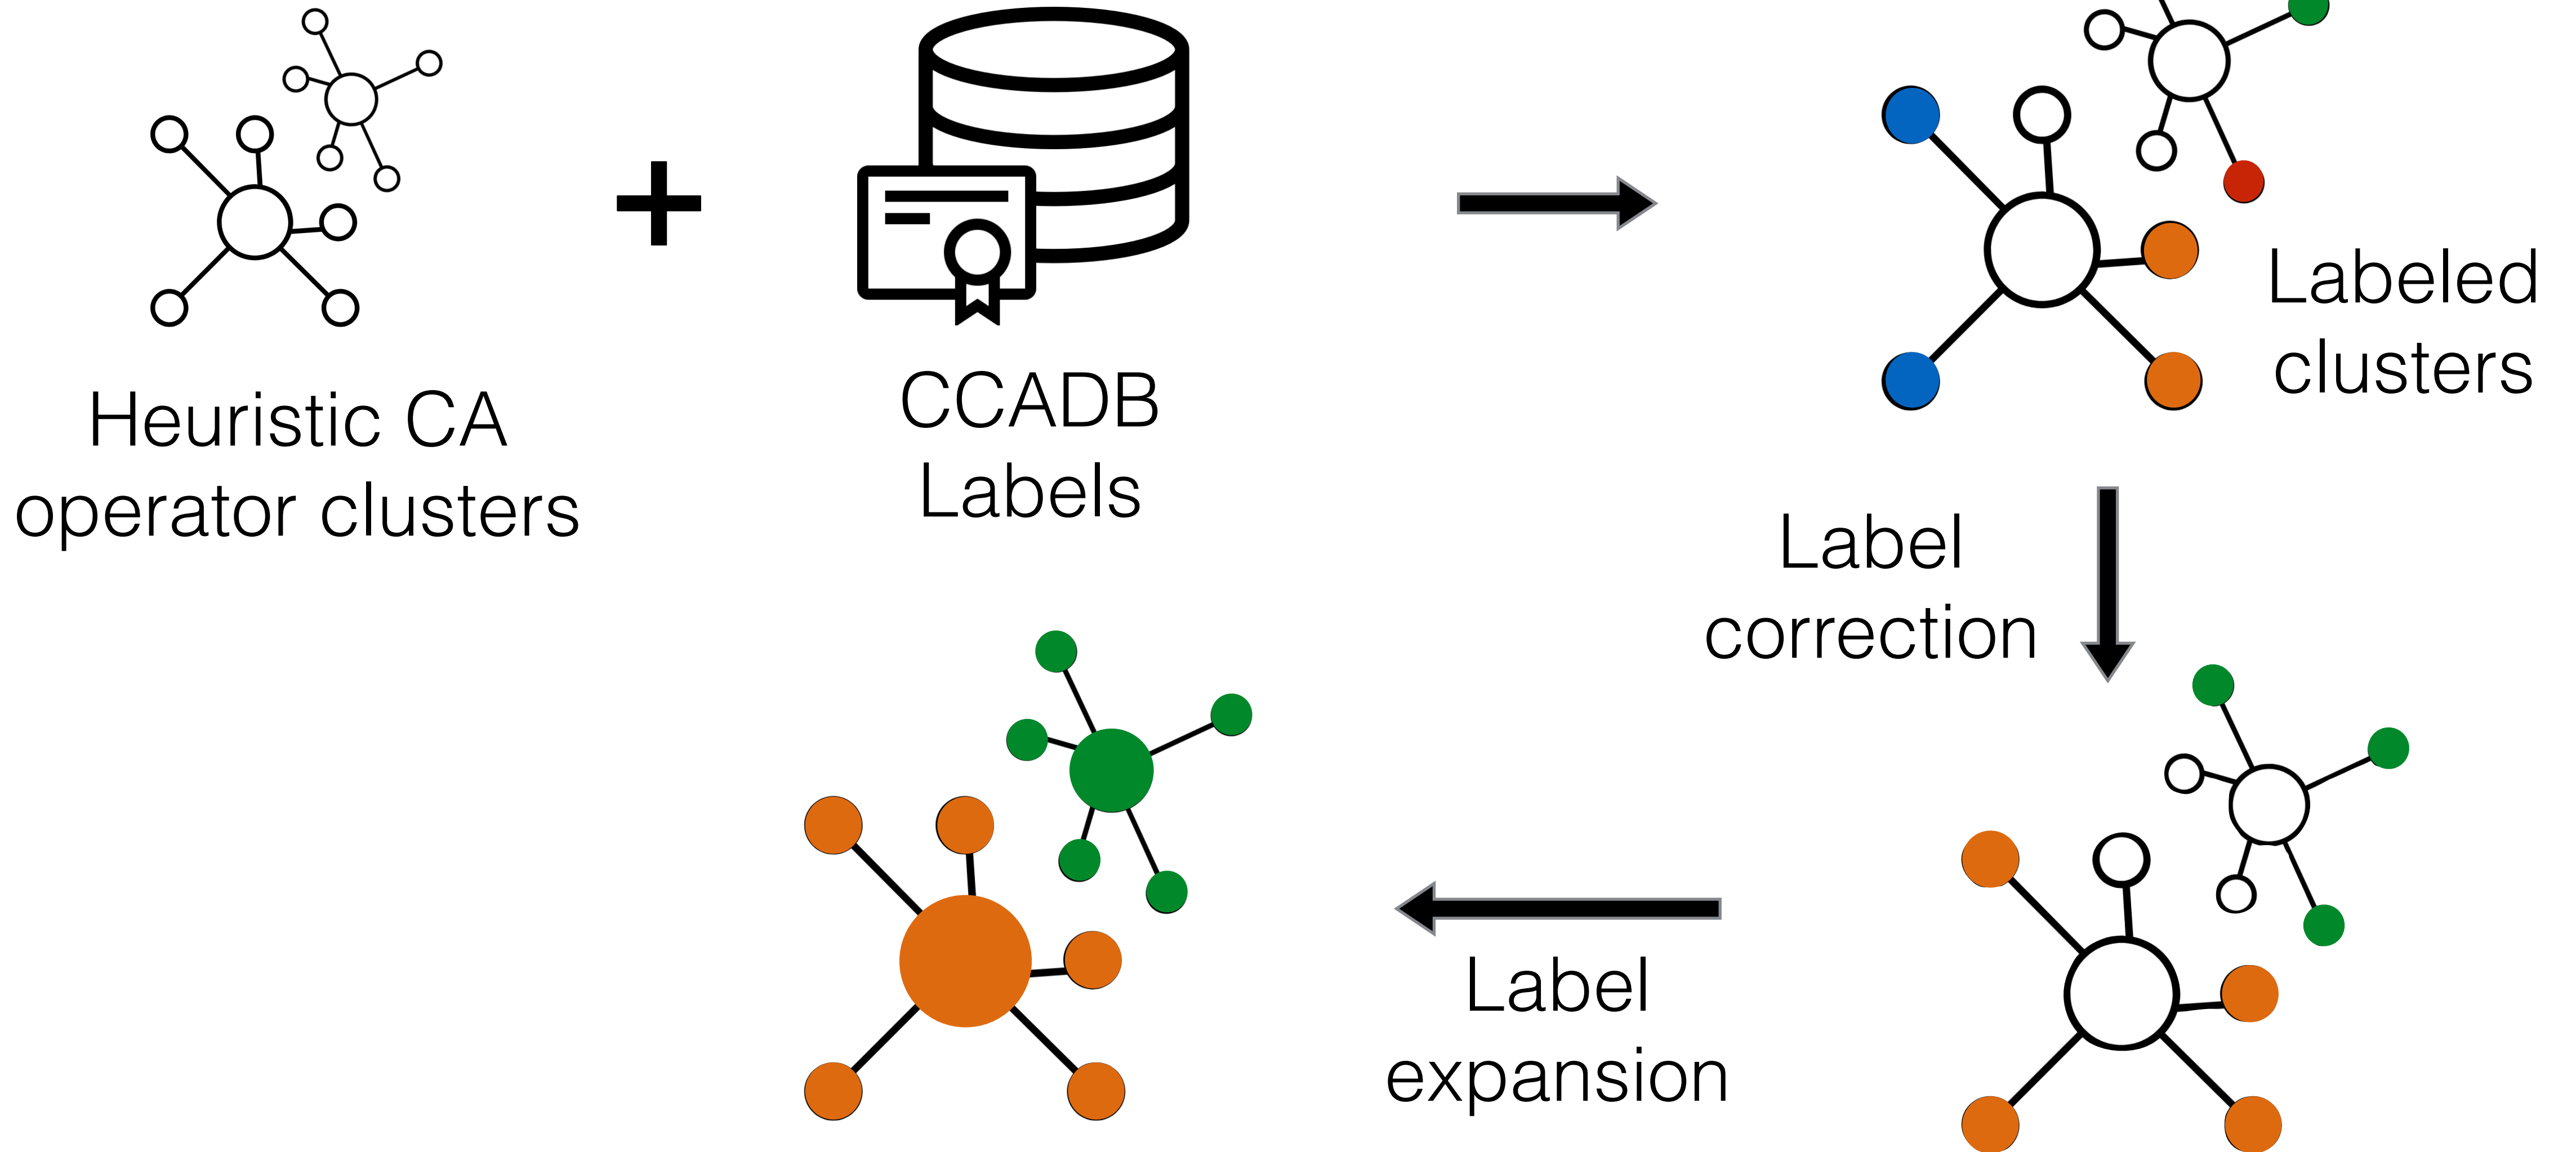 Heuristic CA
operator clusters
CCADB
Labels
Labeled
clusters
Label
correction
Label
expansion